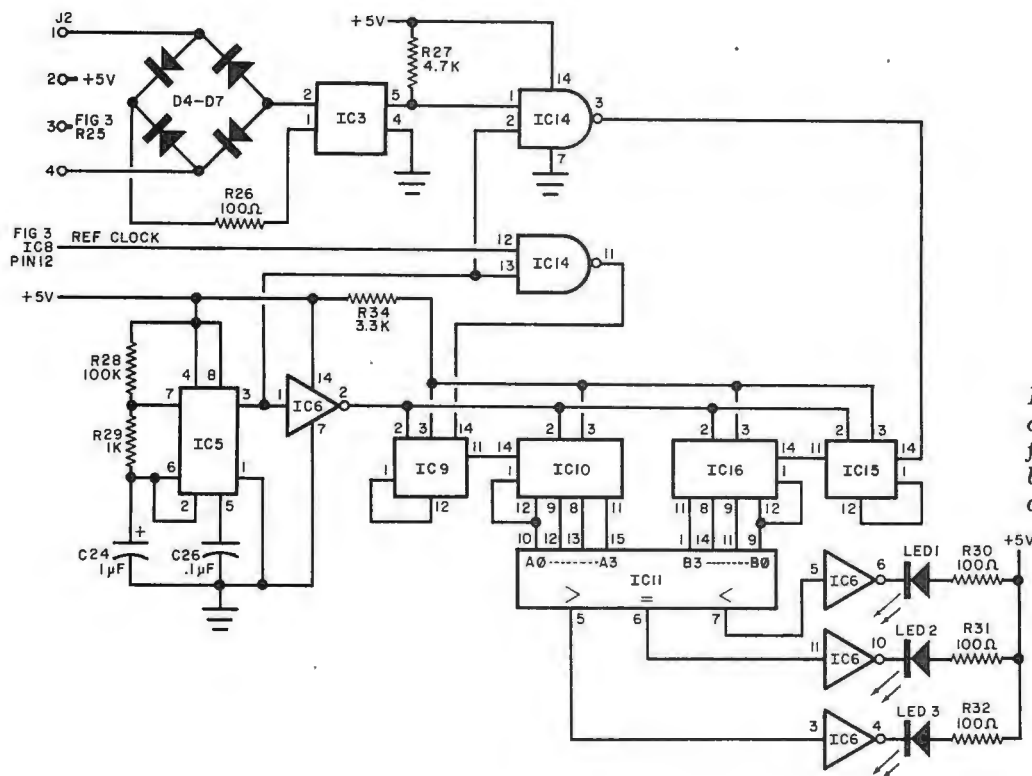 J2
1
2 +5V
3 FIG 3
R25
4
D4-D7
2
1
IC3
5
4
R26
100Ω
+5V
R27
4.7K
14
1
2
IC14
3
7
FIG 3
IC8
PIN12
REF CLOCK
12
13
IC14
11
+5V
R34
3.3K
R28
100K
R29
1K
4
8
7
3
IC5
6
1
2
5
C24
+
1µF
C26
.1µF
1
IC6
14
2
7
2
3
14
IC9
11
1
12
2
3
14
IC10
1
12
9
8
11
2
3
IC16
14
1
11
8
9
12
2
3
11
IC15
14
1
12
10
12
13
15
1
14
11
9
A0--------A3
B3--------B0
IC11
>
=
<
5
6
7
5
IC6
6
LED1
R30
100Ω
11
IC6
10
LED2
R31
100Ω
3
IC6
4
LED 3
R32
100Ω
+5V